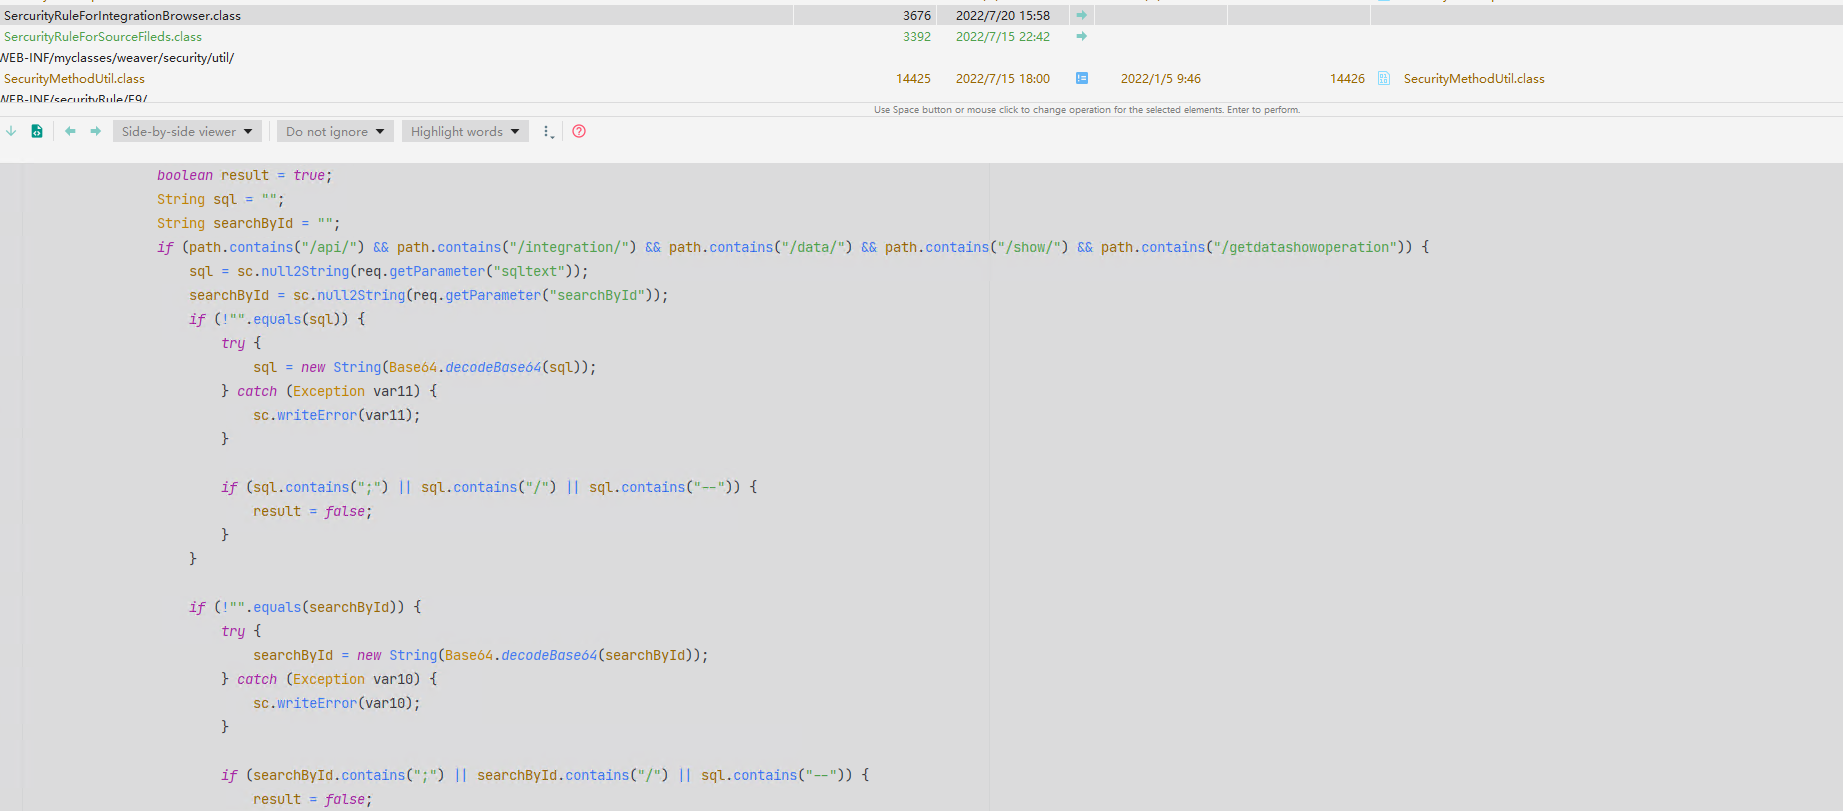 SercurityRuleForIntegrationBrowser.class 3676 2022/7/20 15:58
SercurityRuleForSourceFileds.class 3392 2022/7/15 22:42
WEB-INF/myclasses/weaver/security/util/
SecurityMethodUtil.class 14425 2022/7/15 18:00 2022/1/5 9:46 14426 SecurityMethodUtil.class
WEB-INF/securityRule/E9/
Use Space button or mouse click to change operation for the selected elements. Enter to perform.
Side-by-side viewer Do not ignore Highlight words
boolean result = true;
String sql = "";
String searchById = "";
if (path.contains("/api/") && path.contains("/integration/") && path.contains("/data/") && path.contains("/show/") && path.contains("/getdatashowoperation")) {
sql = sc.null2String(req.getParameter("sqltext"));
searchById = sc.null2String(req.getParameter("searchById"));
if (!"".equals(sql)) {
try {
sql = new String(Base64.decodeBase64(sql));
} catch (Exception var11) {
sc.writeError(var11);
}
if (sql.contains(";") || sql.contains("/") || sql.contains("--")) {
result = false;
}
}
if (!"".equals(searchById)) {
try {
searchById = new String(Base64.decodeBase64(searchById));
} catch (Exception var10) {
sc.writeError(var10);
}
if (searchById.contains(";") || searchById.contains("/") || sql.contains("--")) {
result = false;